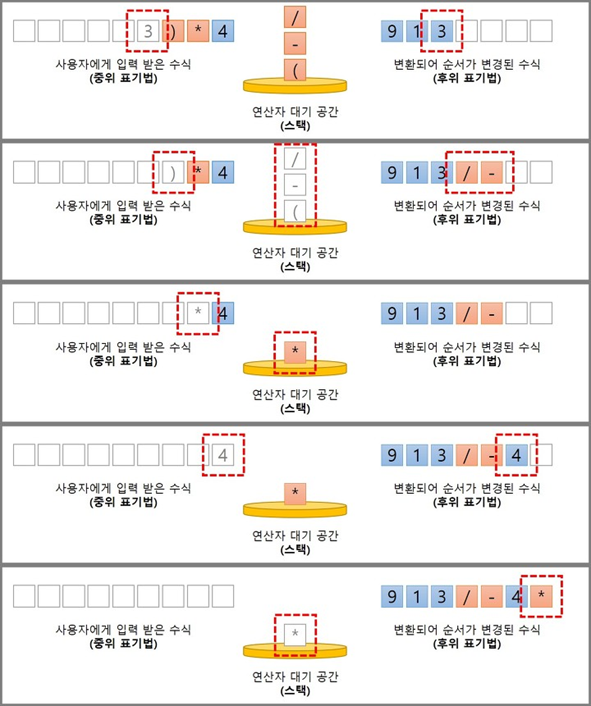 3 ) * 4
/
-
(
9 1 3
사용자에게 입력 받은 수식
(중위 표기법)
연산자 대기 공간
(스택)
변환되어 순서가 변경된 수식
(후위 표기법)
) * 4
/
-
(
9 1 3 / -
사용자에게 입력 받은 수식
(중위 표기법)
연산자 대기 공간
(스택)
변환되어 순서가 변경된 수식
(후위 표기법)
* 4
*
9 1 3 / -
사용자에게 입력 받은 수식
(중위 표기법)
연산자 대기 공간
(스택)
변환되어 순서가 변경된 수식
(후위 표기법)
4
*
9 1 3 / - 4
사용자에게 입력 받은 수식
(중위 표기법)
연산자 대기 공간
(스택)
변환되어 순서가 변경된 수식
(후위 표기법)
*
9 1 3 / - 4 *
사용자에게 입력 받은 수식
(중위 표기법)
연산자 대기 공간
(스택)
변환되어 순서가 변경된 수식
(후위 표기법)